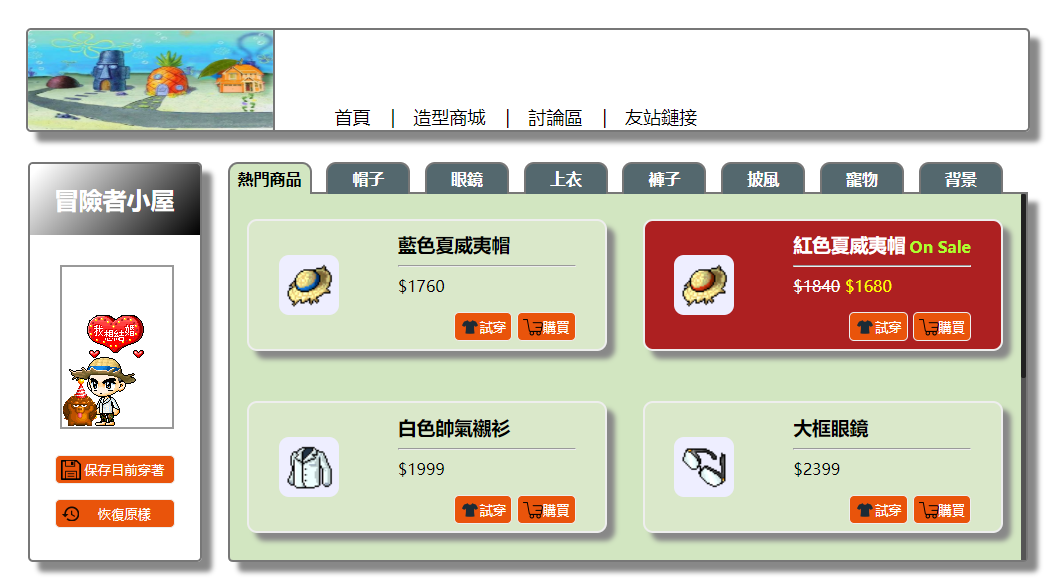 首頁 | 造型商城 | 討論區 | 友站鏈接
冒險者小屋
我想結婚
保存目前穿著
恢復原樣
熱門商品 帽子 眼鏡 上衣 褲子 披風 寵物 背景
藍色夏威夷帽
$1760
試穿 購買
紅色夏威夷帽 On Sale
$1840 $1680
試穿 購買
白色帥氣襯衫
$1999
試穿 購買
大框眼鏡
$2399
試穿 購買